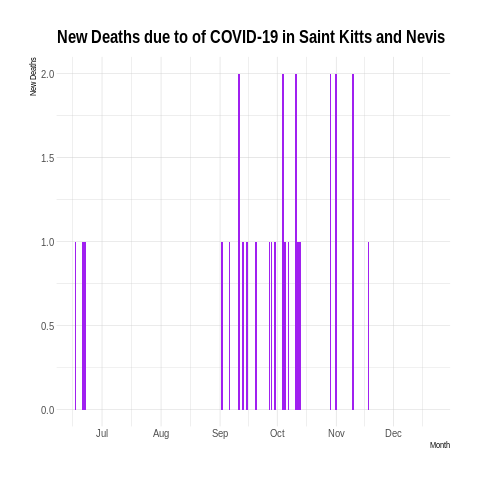 New Deaths due to of COVID-19 in Saint Kitts and Nevis
New Deaths
2.0
1.5
1.0
0.5
0.0
Jul Aug Sep Oct Nov Dec
Month